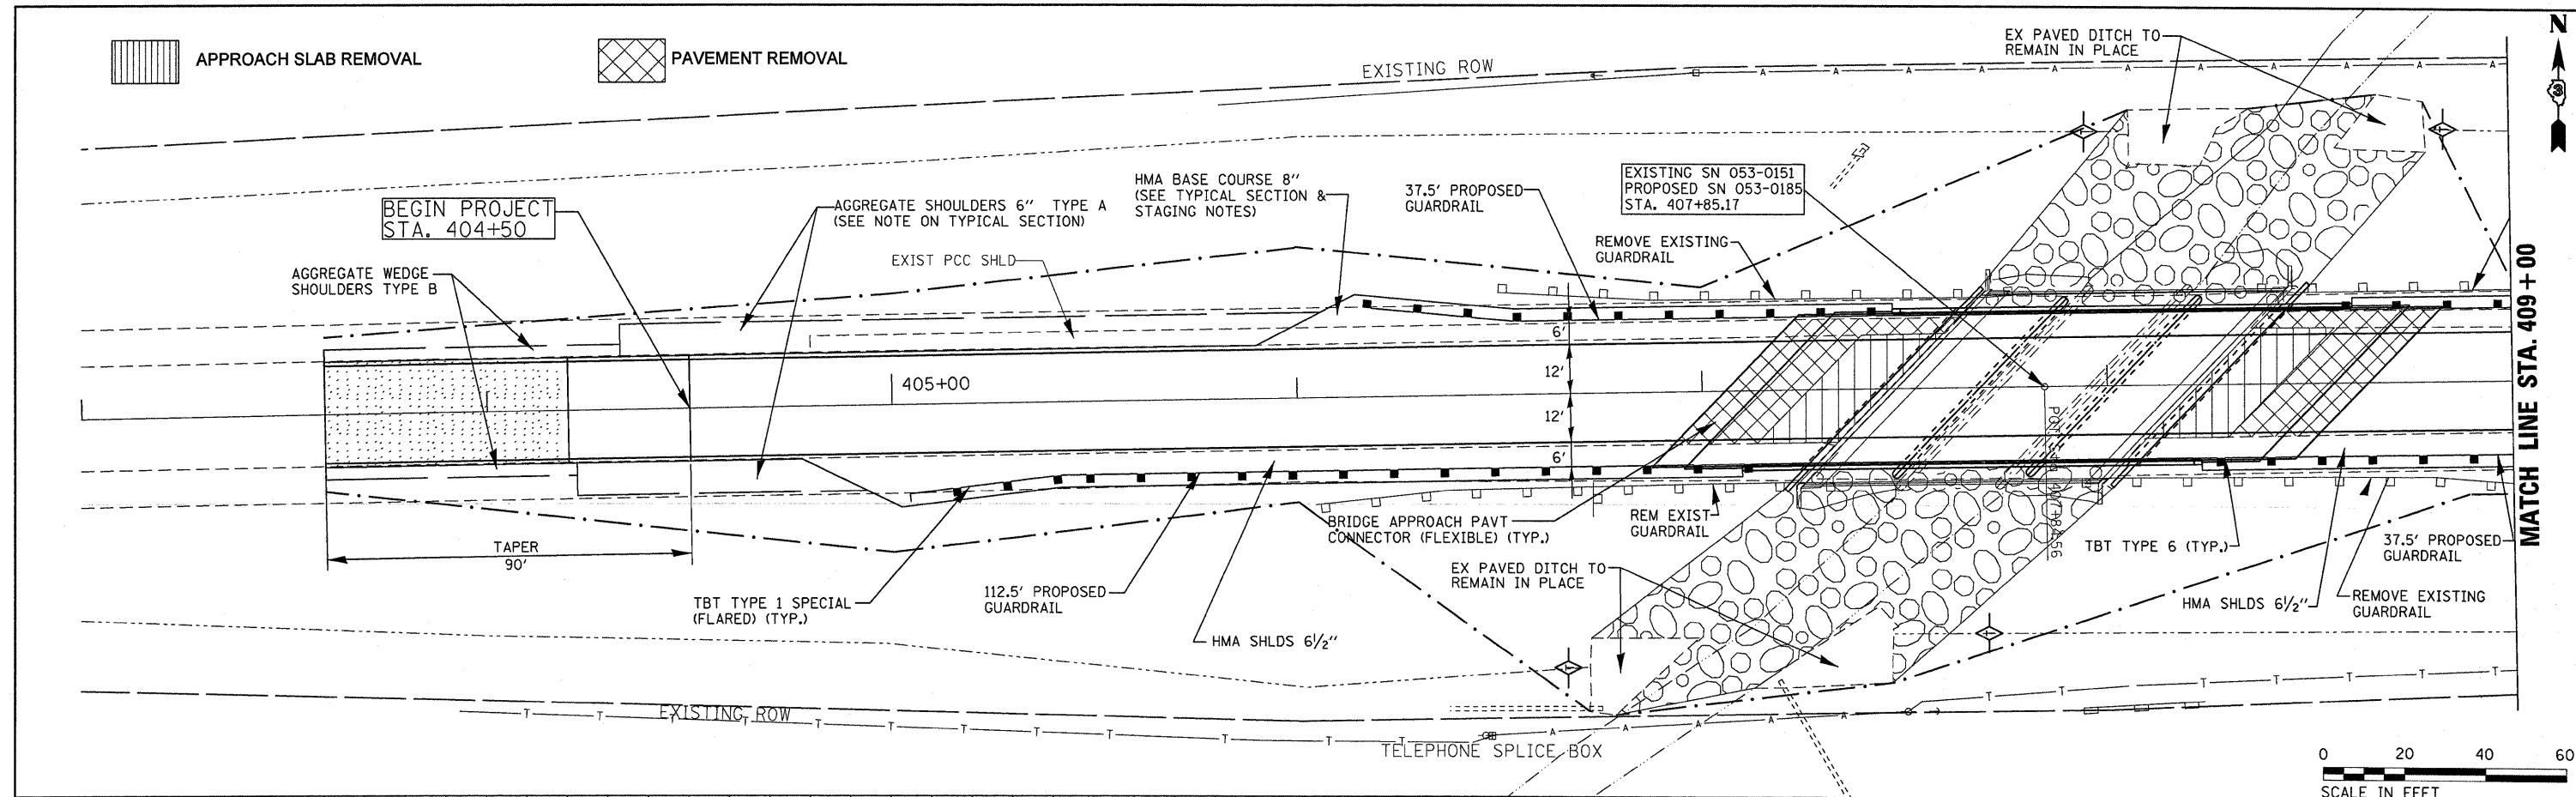 APPROACH SLAB REMOVAL
PAVEMENT REMOVAL
EXISTING ROW
EX PAVED DITCH TO
REMAIN IN PLACE
N
3
BEGIN PROJECT
STA. 404+50
AGGREGATE SHOULDERS 6" TYPE A
(SEE NOTE ON TYPICAL SECTION)
HMA BASE COURSE 8"
(SEE TYPICAL SECTION &
STAGING NOTES)
37.5' PROPOSED
GUARDRAIL
EXISTING SN 053-0151
PROPOSED SN 053-0185
STA. 407+85.17
REMOVE EXISTING
GUARDRAIL
AGGREGATE WEDGE
SHOULDERS TYPE B
EXIST PCC SHLD
MATCH LINE STA. 409+00
6'
12'
405+00
12'
6'
TAPER
90'
TBT TYPE 1 SPECIAL
(FLARED) (TYP.)
112.5' PROPOSED
GUARDRAIL
HMA SHLDS 6½"
BRIDGE APPROACH PAVT
CONNECTOR (FLEXIBLE) (TYP.)
REM EXIST
GUARDRAIL
EX PAVED DITCH TO
REMAIN IN PLACE
TBT TYPE 6 (TYP.)
37.5' PROPOSED
GUARDRAIL
HMA SHLDS 6½"
REMOVE EXISTING
GUARDRAIL
EXISTING ROW
TELEPHONE SPLICE BOX
0 20 40 60
SCALE IN FEET